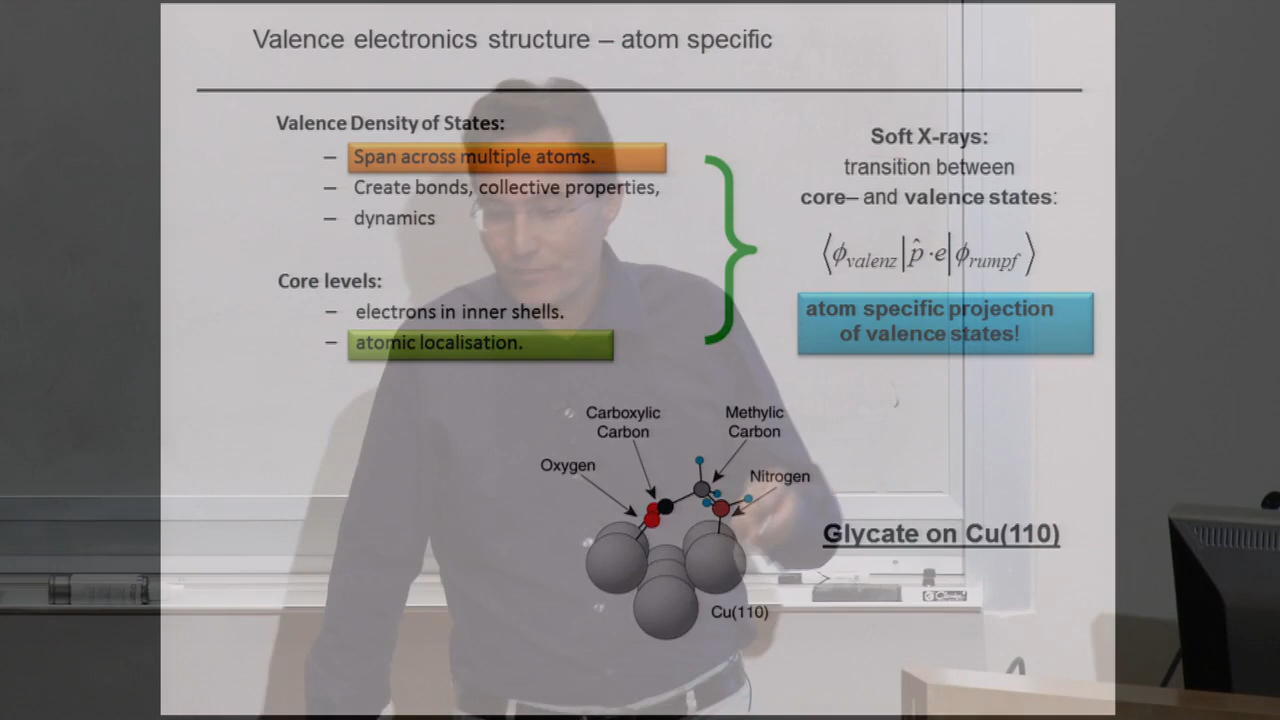 Valence electronics structure – atom specific
Valence Density of States:
– Span across multiple atoms.
– Create bonds, collective properties,
– dynamics
Core levels:
– electrons in inner shells.
– atomic localisation.
Soft X-rays:
transition between
core– and valence states:
⟨ϕvalenz|p̂·e|ϕrumpf⟩
atom specific projection
of valence states!
Carboxylic
Carbon
Methylic
Carbon
Oxygen
Nitrogen
Glycate on Cu(110)
Cu(110)